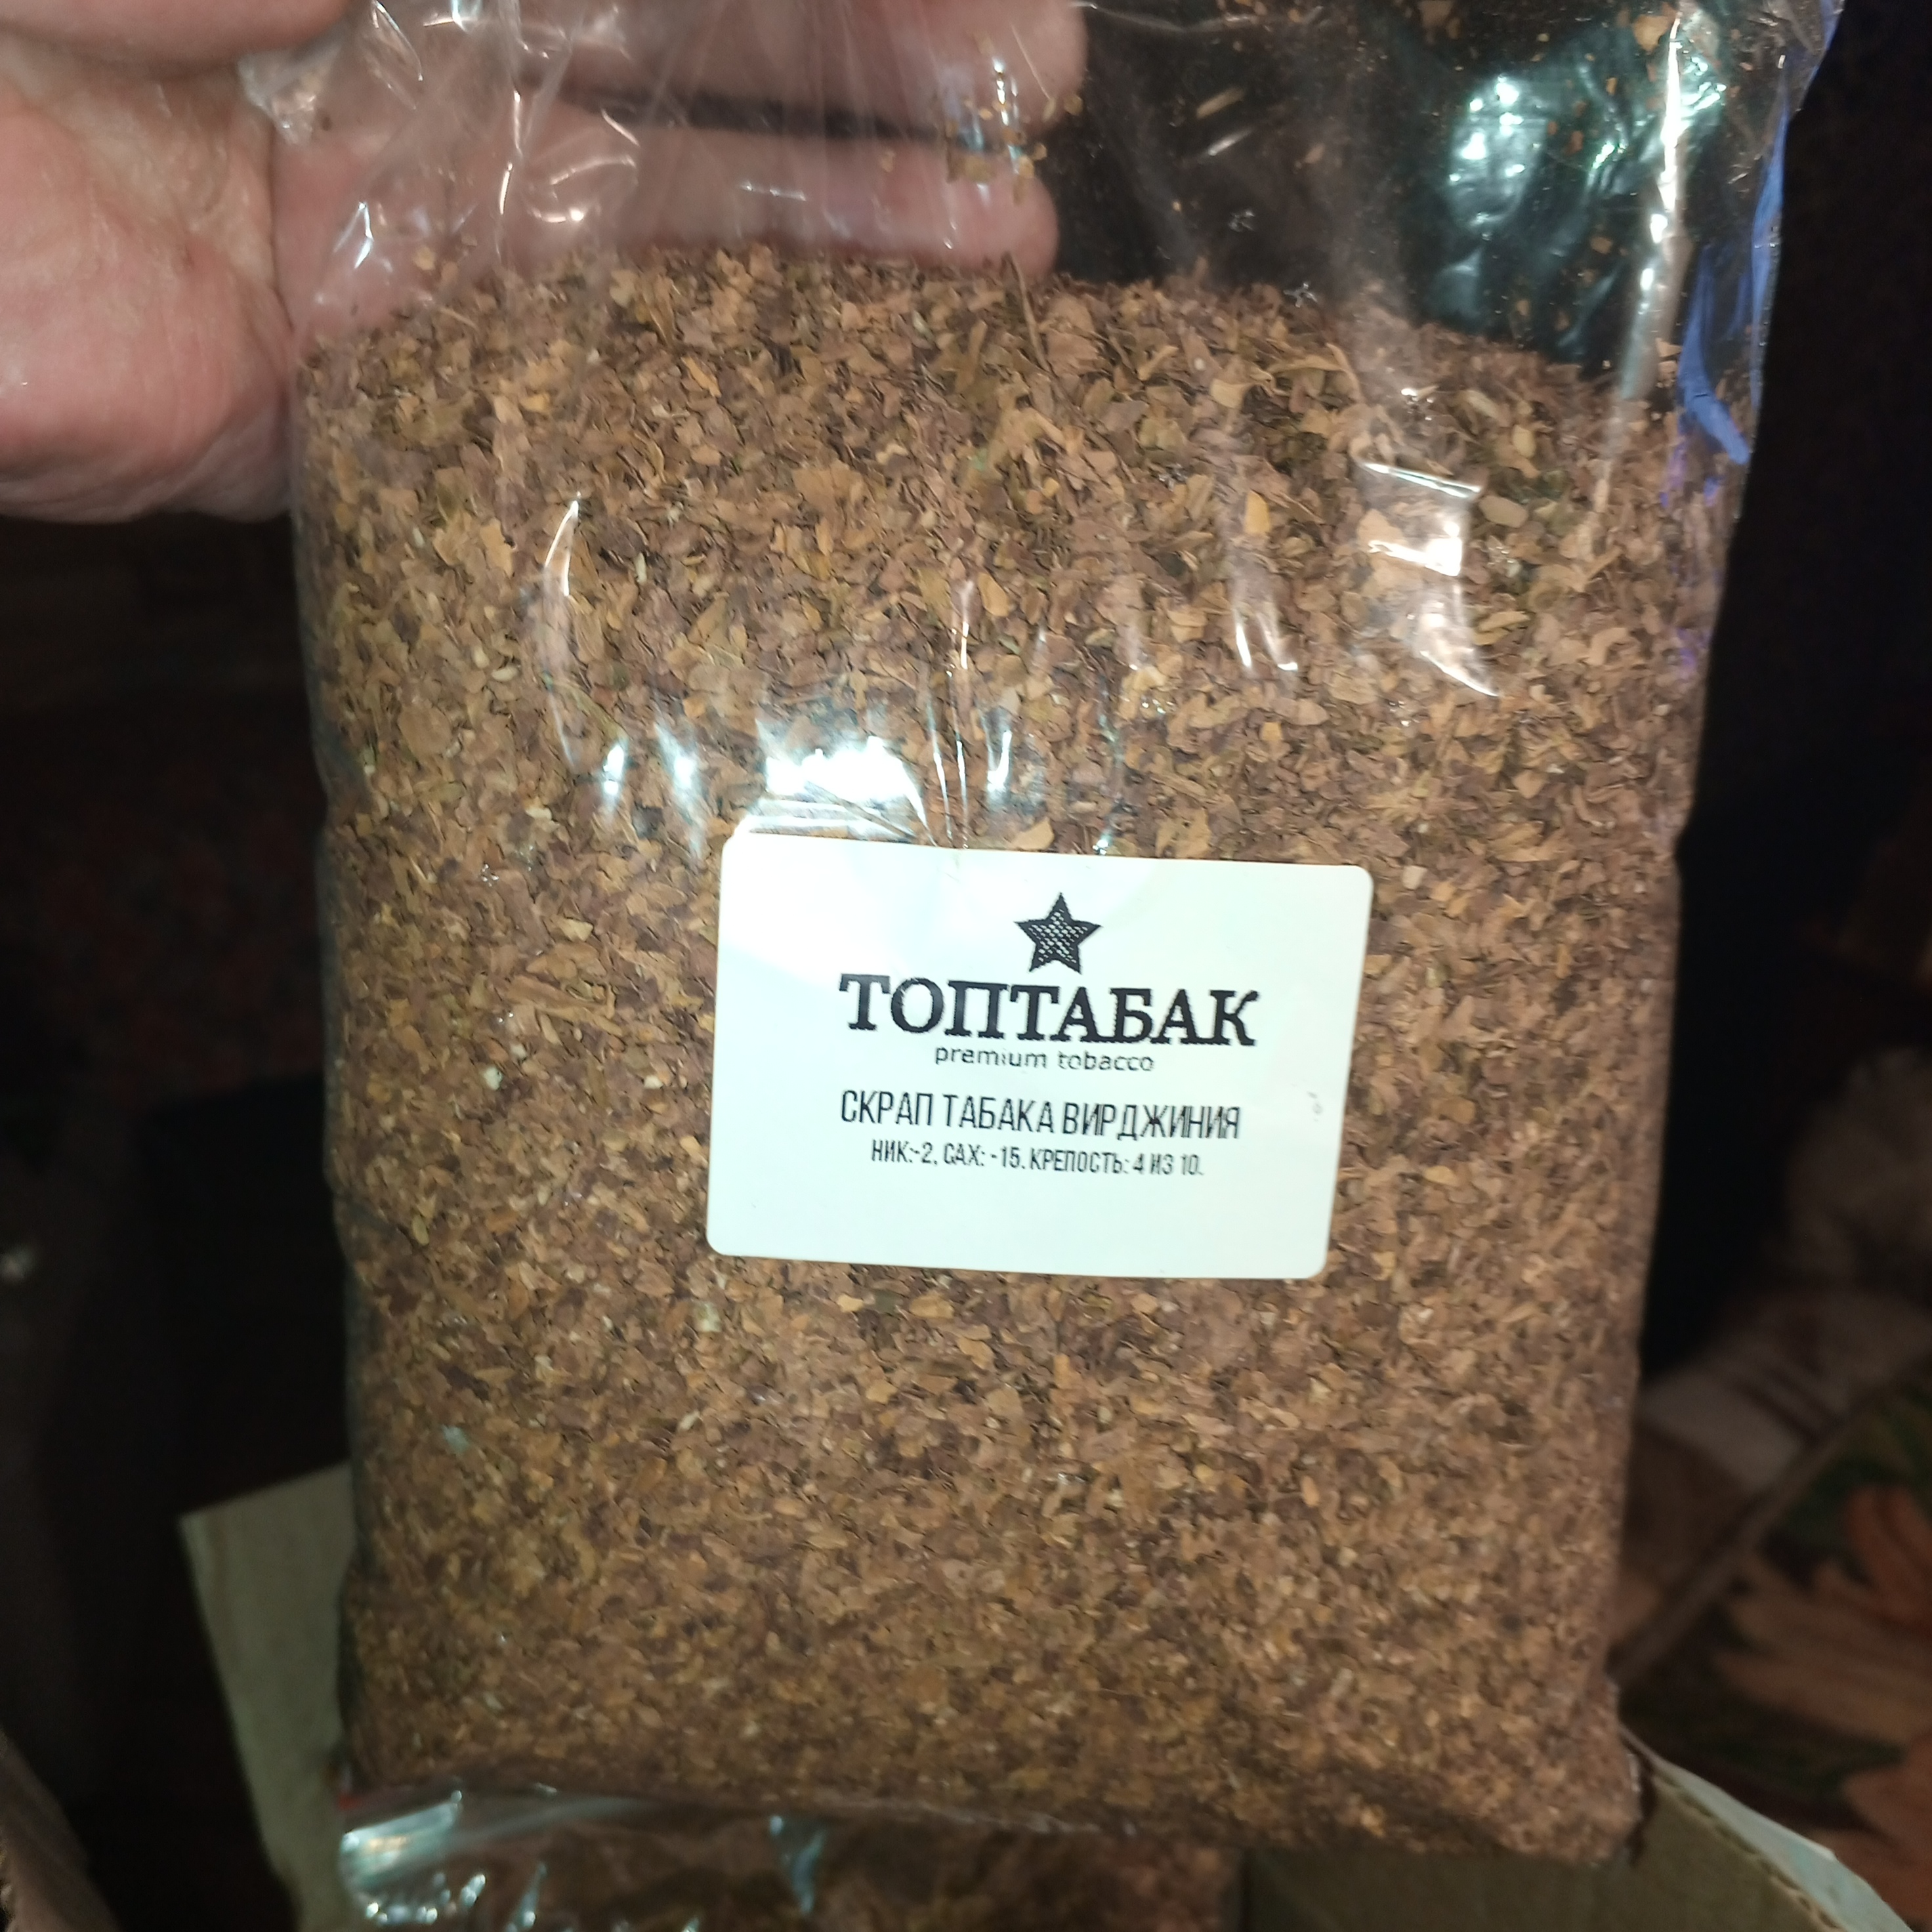 ТОПТАБАК
premium tobacco
СКРАП ТАБАКА ВИРДЖИНИЯ
НИК:-2, САХ: -15. КРЕПОСТЬ: 4 ИЗ 10.